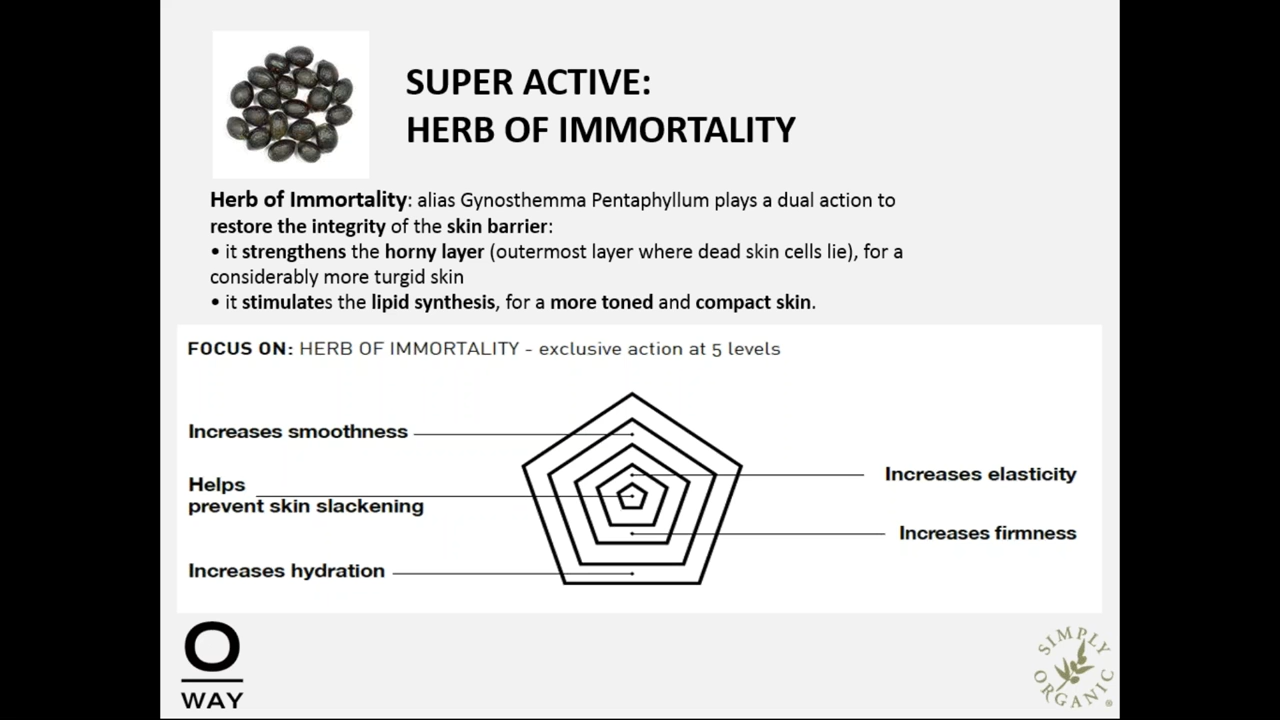 SUPER ACTIVE:
HERB OF IMMORTALITY
Herb of Immortality: alias Gynosthemma Pentaphyllum plays a dual action to
restore the integrity of the skin barrier:
• it strengthens the horny layer (outermost layer where dead skin cells lie), for a
considerably more turgid skin
• it stimulates the lipid synthesis, for a more toned and compact skin.
FOCUS ON: HERB OF IMMORTALITY - exclusive action at 5 levels
Increases smoothness
Increases elasticity
Helps
prevent skin slackening
Increases firmness
Increases hydration
O
WAY
SIMPLY
ORGANIC
®